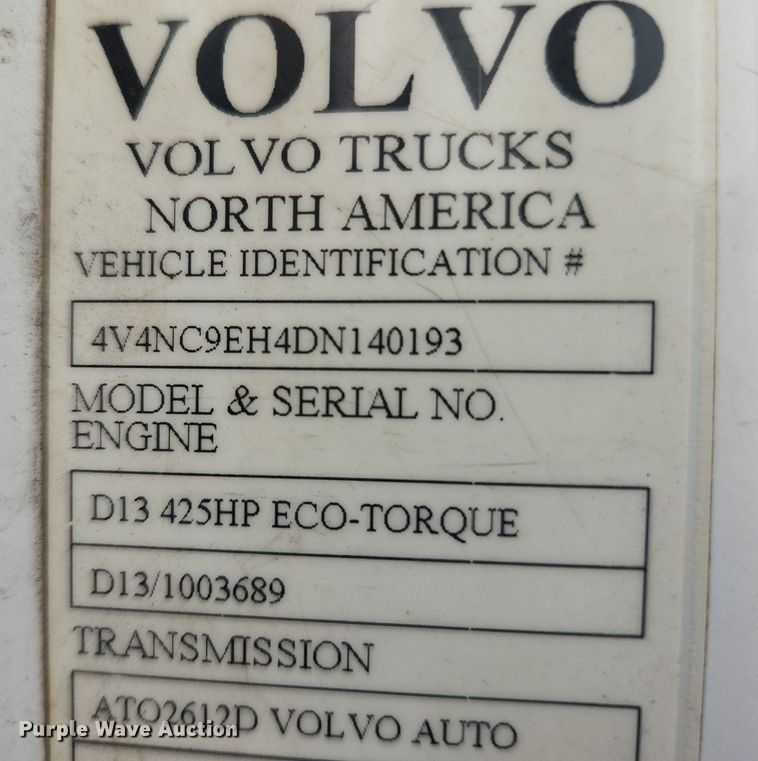 VOLVO
VOLVO TRUCKS
NORTH AMERICA
VEHICLE IDENTIFICATION #
4V4NC9EH4DN140193
MODEL & SERIAL NO.
ENGINE
D13 425HP ECO-TORQUE
D13/1003689
TRANSMISSION
ATO2612D VOLVO AUTO
Purple Wave Auction